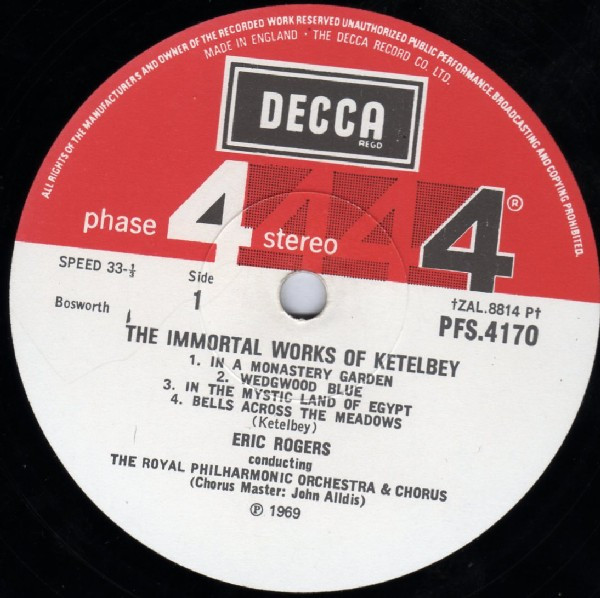 ALL RIGHTS OF THE MANUFACTURERS AND OWNER OF THE RECORDED WORK RESERVED UNAUTHORIZED PUBLIC PERFORMANCE, BROADCASTING AND COPYING PROHIBITED.
MADE IN ENGLAND · THE DECCA RECORD CO. LTD.
DECCA
REGD
phase 4 stereo
4 4 4 ®
SPEED 33-⅓
Side
1
Bosworth
†ZAL.8814 P†
PFS.4170
THE IMMORTAL WORKS OF KETELBEY
1. IN A MONASTERY GARDEN
2. WEDGWOOD BLUE
3. IN THE MYSTIC LAND OF EGYPT
4. BELLS ACROSS THE MEADOWS
(Ketelbey)
ERIC ROGERS
conducting
THE ROYAL PHILHARMONIC ORCHESTRA & CHORUS
(Chorus Master: John Alldis)
℗ 1969